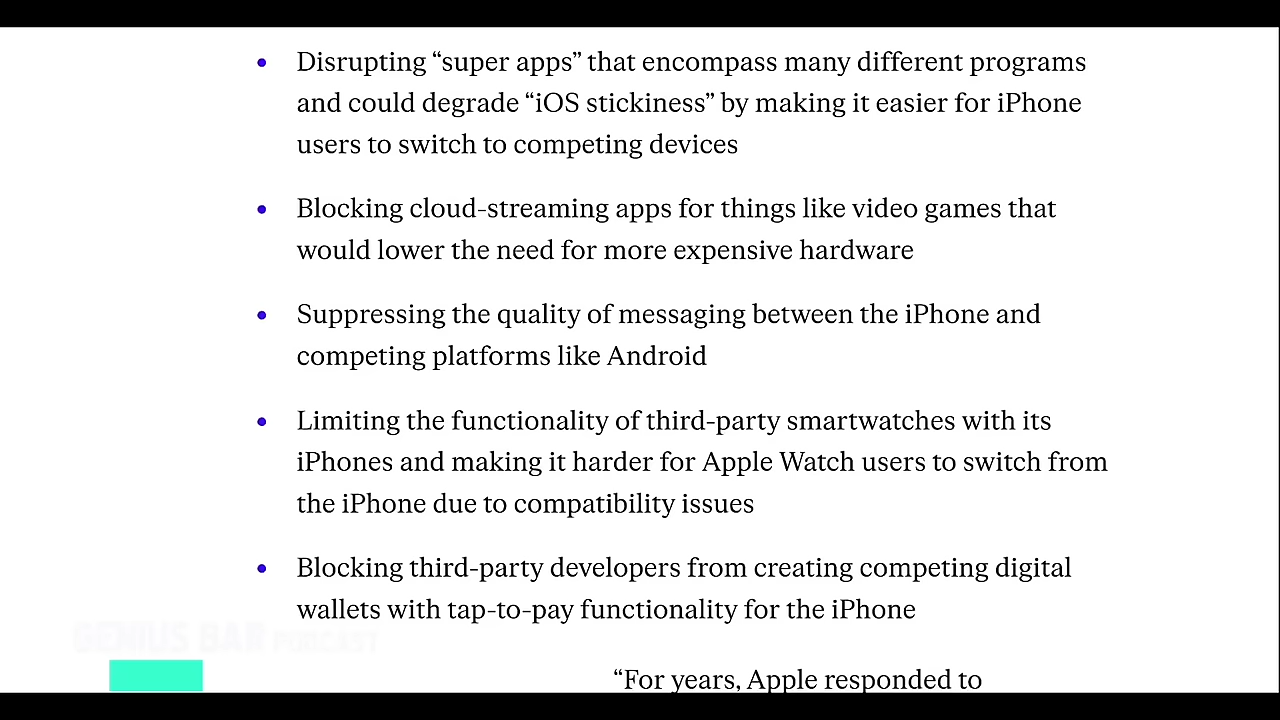 • Disrupting “super apps” that encompass many different programs
and could degrade “iOS stickiness” by making it easier for iPhone
users to switch to competing devices
• Blocking cloud-streaming apps for things like video games that
would lower the need for more expensive hardware
• Suppressing the quality of messaging between the iPhone and
competing platforms like Android
• Limiting the functionality of third-party smartwatches with its
iPhones and making it harder for Apple Watch users to switch from
the iPhone due to compatibility issues
• Blocking third-party developers from creating competing digital
wallets with tap-to-pay functionality for the iPhone
GENIUS BAR PODCAST
“For years, Apple responded to